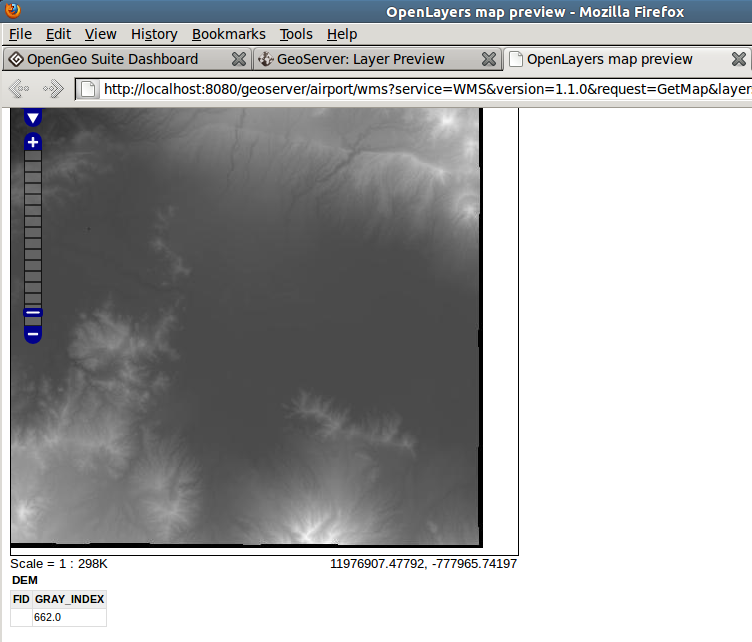 OpenLayers map preview - Mozilla Firefox
File Edit View History Bookmarks Tools Help
OpenGeo Suite Dashboard GeoServer: Layer Preview OpenLayers map preview
http://localhost:8080/geoserver/airport/wms?service=WMS&version=1.1.0&request=GetMap&layer
Scale = 1 : 298K 11976907.47792, -777965.74197
DEM
FID GRAY_INDEX
662.0